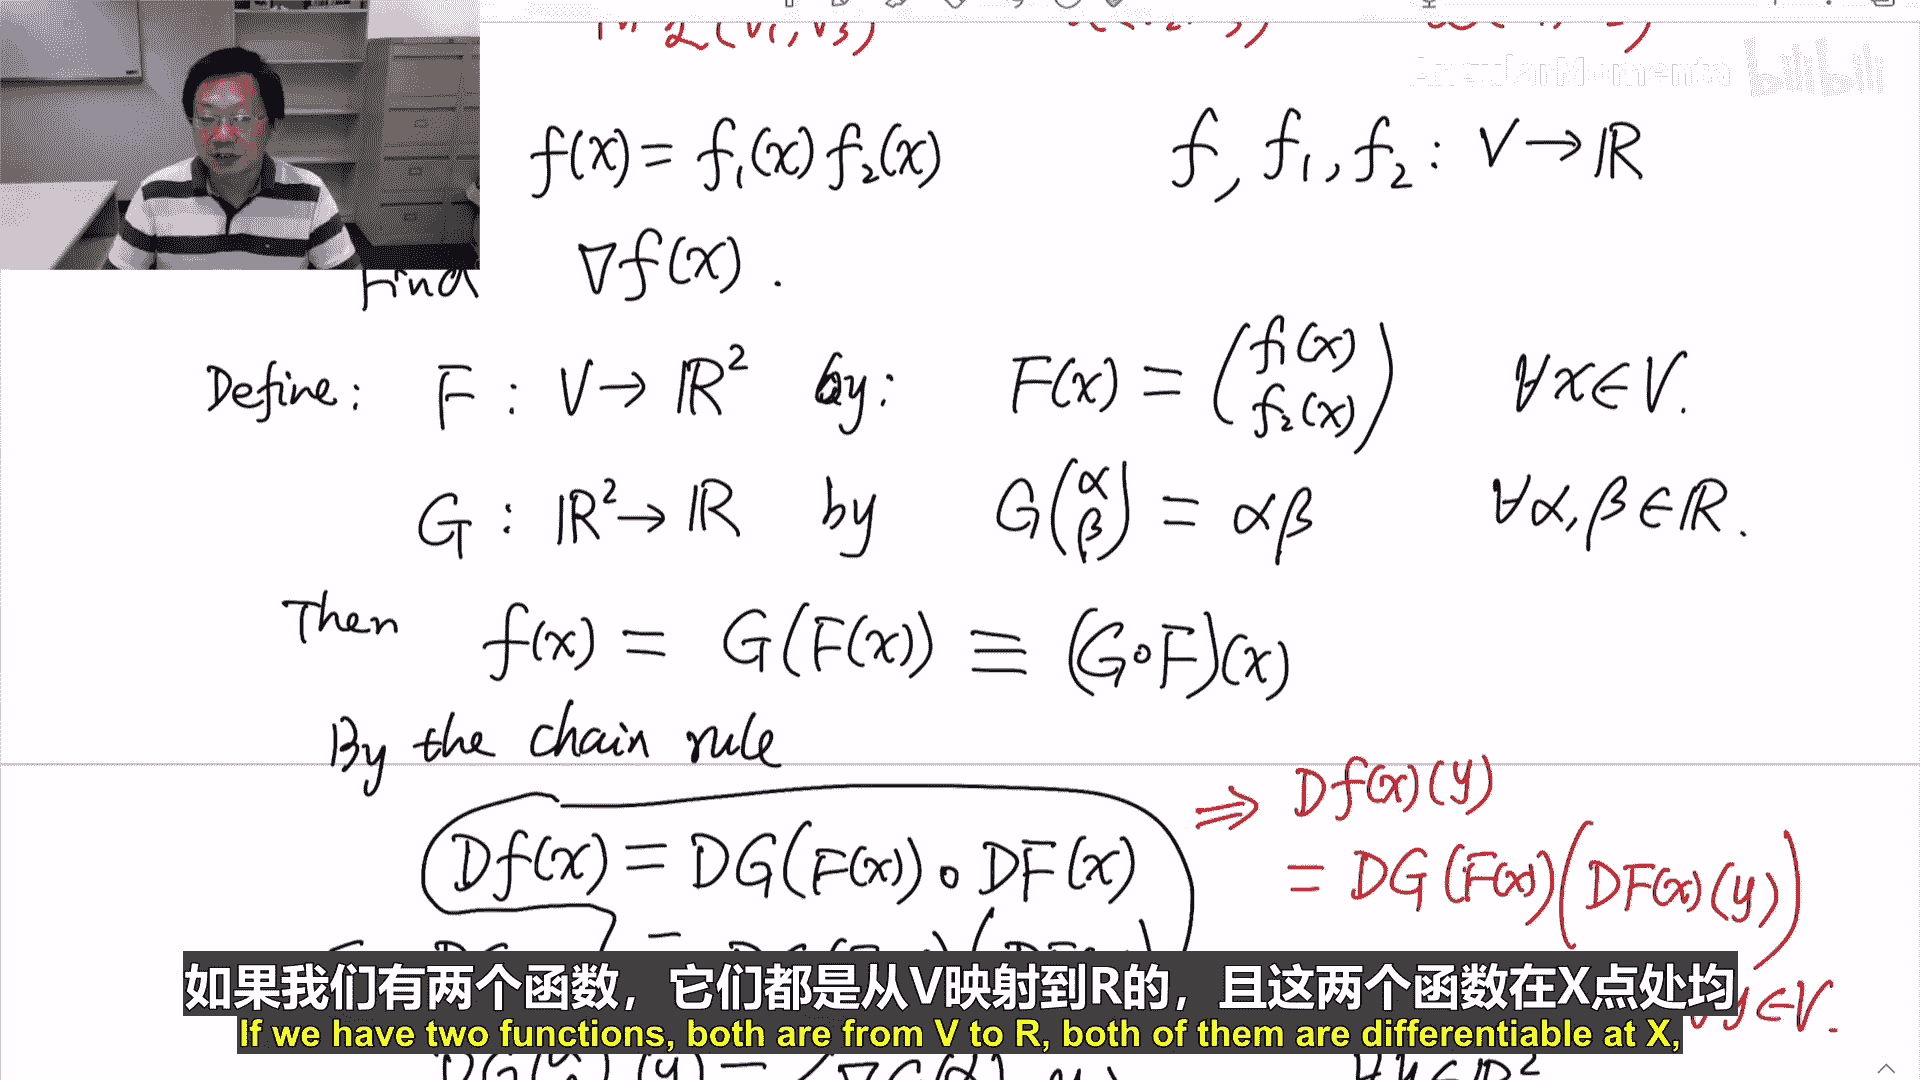 AngularMomenta bilibili
f(x) = f₁(x) f₂(x) f, f₁, f₂ : V → ℝ
Find ∇f(x).
Define: F : V → ℝ² by: F(x) = (f₁(x) f₂(x)) ∀x∈V.
G : ℝ² → ℝ by G(α β) = αβ ∀α, β ∈ ℝ.
Then f(x) = G(F(x)) ≡ (G∘F)(x)
By the chain rule
Df(x) = DG(F(x)) ∘ DF(x)
⇒ Df(x)(y)
= DG(F(x))(DF(x)(y))
∀y∈V.
如果我们有两个函数，它们都是从V映射到R的，且这两个函数在X点处均
If we have two functions, both are from V to R, both of them are differentiable at X,